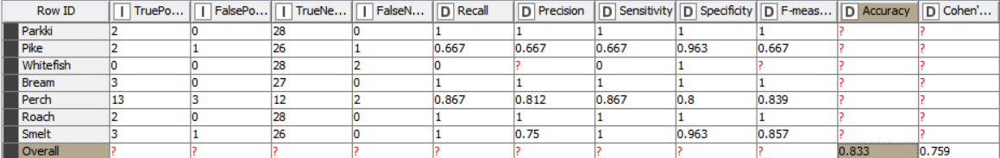 Row ID I TruePo... I FalsePo... I TrueNe... I FalseN... D Recall D Precision D Sensitivity D Specificity D F-meas... D Accuracy D Cohen'...
Parkki 2 0 28 0 1 1 1 1 1 ? ?
Pike 2 1 26 1 0.667 0.667 0.667 0.963 0.667 ? ?
Whitefish 0 0 28 2 0 ? 0 1 ? ? ?
Bream 3 0 27 0 1 1 1 1 1 ? ?
Perch 13 3 12 2 0.867 0.812 0.867 0.8 0.839 ? ?
Roach 2 0 28 0 1 1 1 1 1 ? ?
Smelt 3 1 26 0 1 0.75 1 0.963 0.857 ? ?
Overall ? ? ? ? ? ? ? ? ? 0.833 0.759